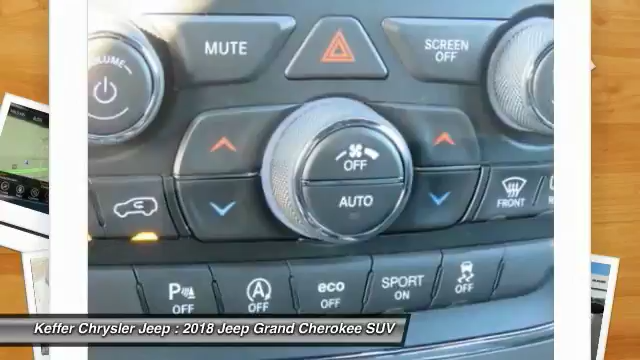 VOLUME
MUTE
SCREEN
OFF
OFF
AUTO
FRONT
P OFF
A OFF
eco
OFF
SPORT
ON
OFF
Keffer Chrysler Jeep : 2018 Jeep Grand Cherokee SUV